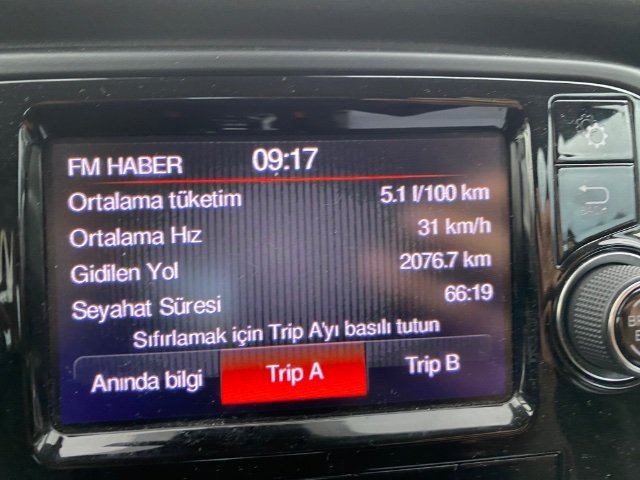 FM HABER 09:17
Ortalama tüketim 5.1 l/100 km
Ortalama Hız 31 km/h
Gidilen Yol 2076.7 km
Seyahat Süresi 66:19
Sıfırlamak için Trip A'yı basılı tutun
Anında bilgi Trip A Trip B
BACK